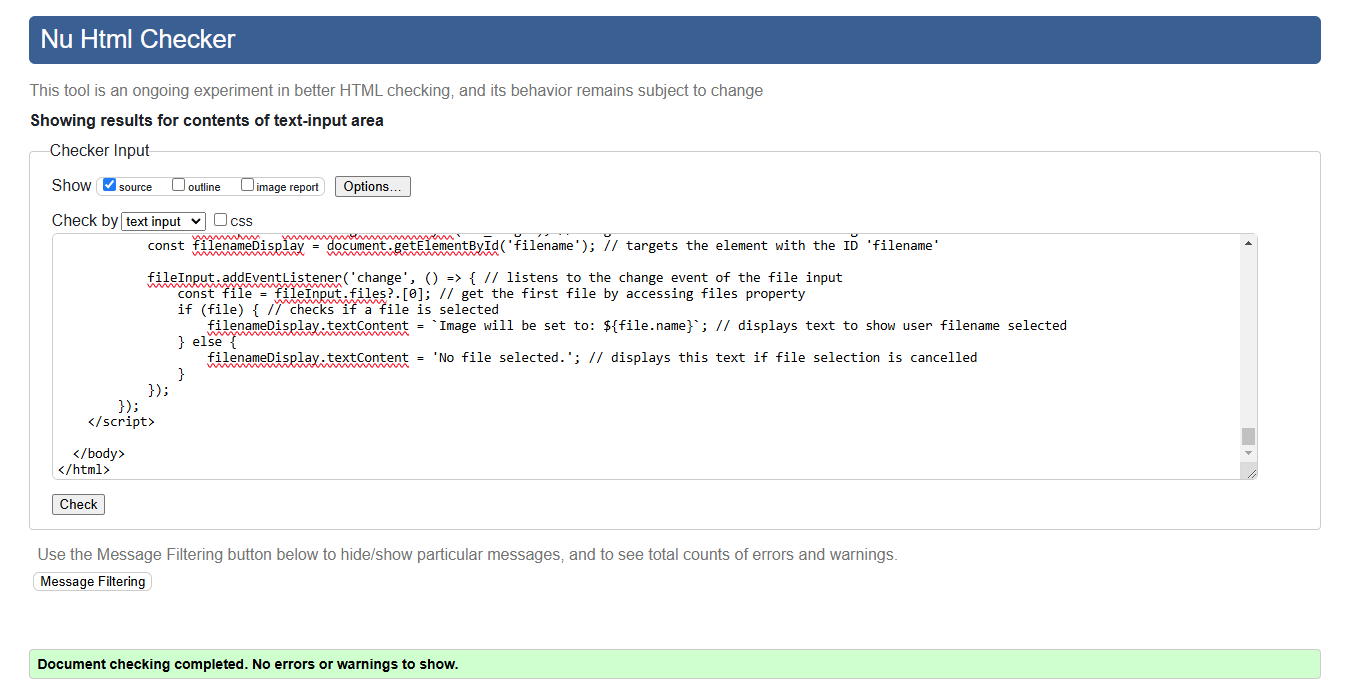 Nu Html Checker
This tool is an ongoing experiment in better HTML checking, and its behavior remains subject to change
Showing results for contents of text-input area
Checker Input
Show source outline image report Options...
Check by text input css
const filenameDisplay = document.getElementById('filename'); // targets the element with the ID 'filename'
fileInput.addEventListener('change', () => { // listens to the change event of the file input
const file = fileInput.files?.[0]; // get the first file by accessing files property
if (file) { // checks if a file is selected
filenameDisplay.textContent = `Image will be set to: ${file.name}`; // displays text to show user filename selected
} else {
filenameDisplay.textContent = 'No file selected.'; // displays this text if file selection is cancelled
}
});
});
</script>
</body>
</html>
Check
Use the Message Filtering button below to hide/show particular messages, and to see total counts of errors and warnings.
Message Filtering
Document checking completed. No errors or warnings to show.